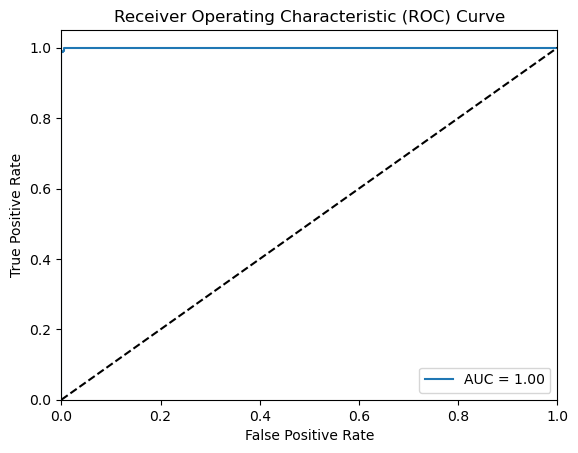 Receiver Operating Characteristic (ROC) Curve
1.0
0.8
0.6
0.4
0.2
0.0
True Positive Rate
AUC = 1.00
0.0 0.2 0.4 0.6 0.8 1.0
False Positive Rate